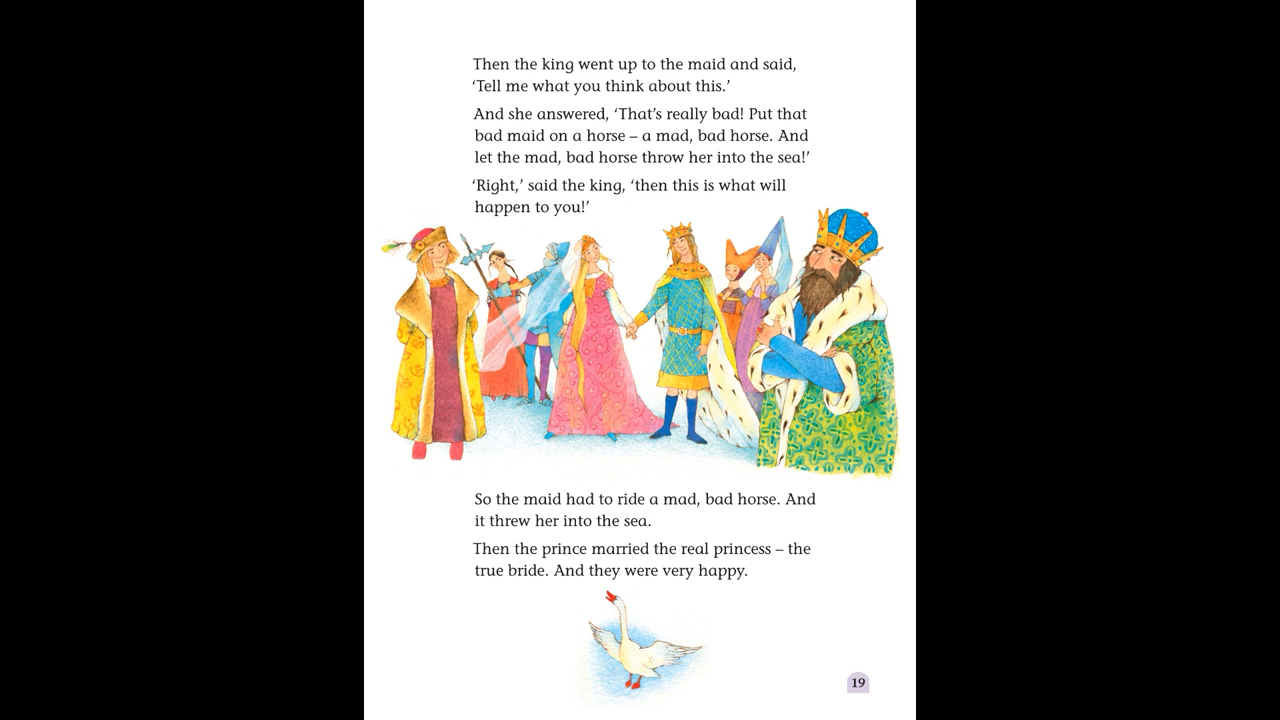 Then the king went up to the maid and said,
‘Tell me what you think about this.’
And she answered, ‘That’s really bad! Put that
bad maid on a horse – a mad, bad horse. And
let the mad, bad horse throw her into the sea!’
‘Right,’ said the king, ‘then this is what will
happen to you!’
So the maid had to ride a mad, bad horse. And
it threw her into the sea.
Then the prince married the real princess – the
true bride. And they were very happy.
19